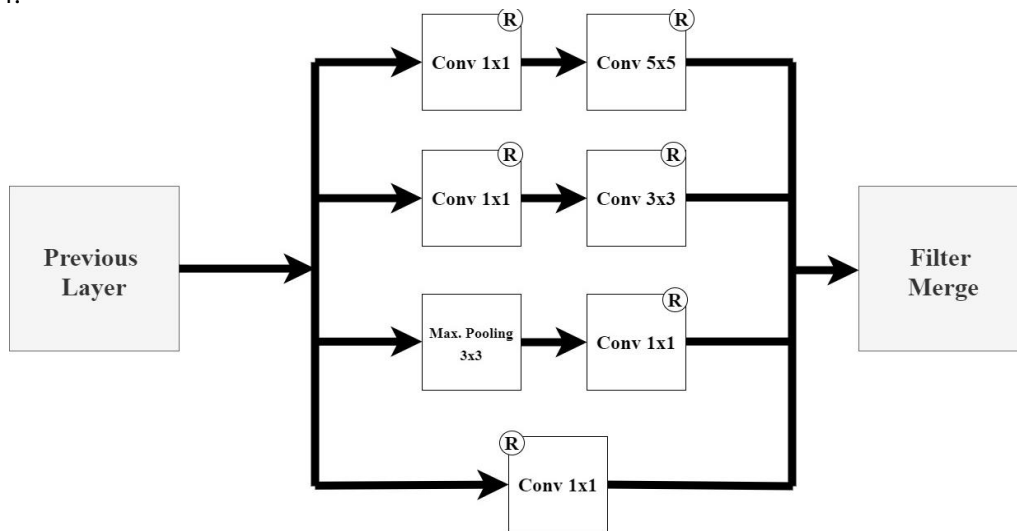 R
R
Conv 1x1
Conv 5x5
R
R
Conv 1x1
Conv 3x3
Previous
Layer
Filter
Merge
R
Max. Pooling
3x3
Conv 1x1
R
Conv 1x1